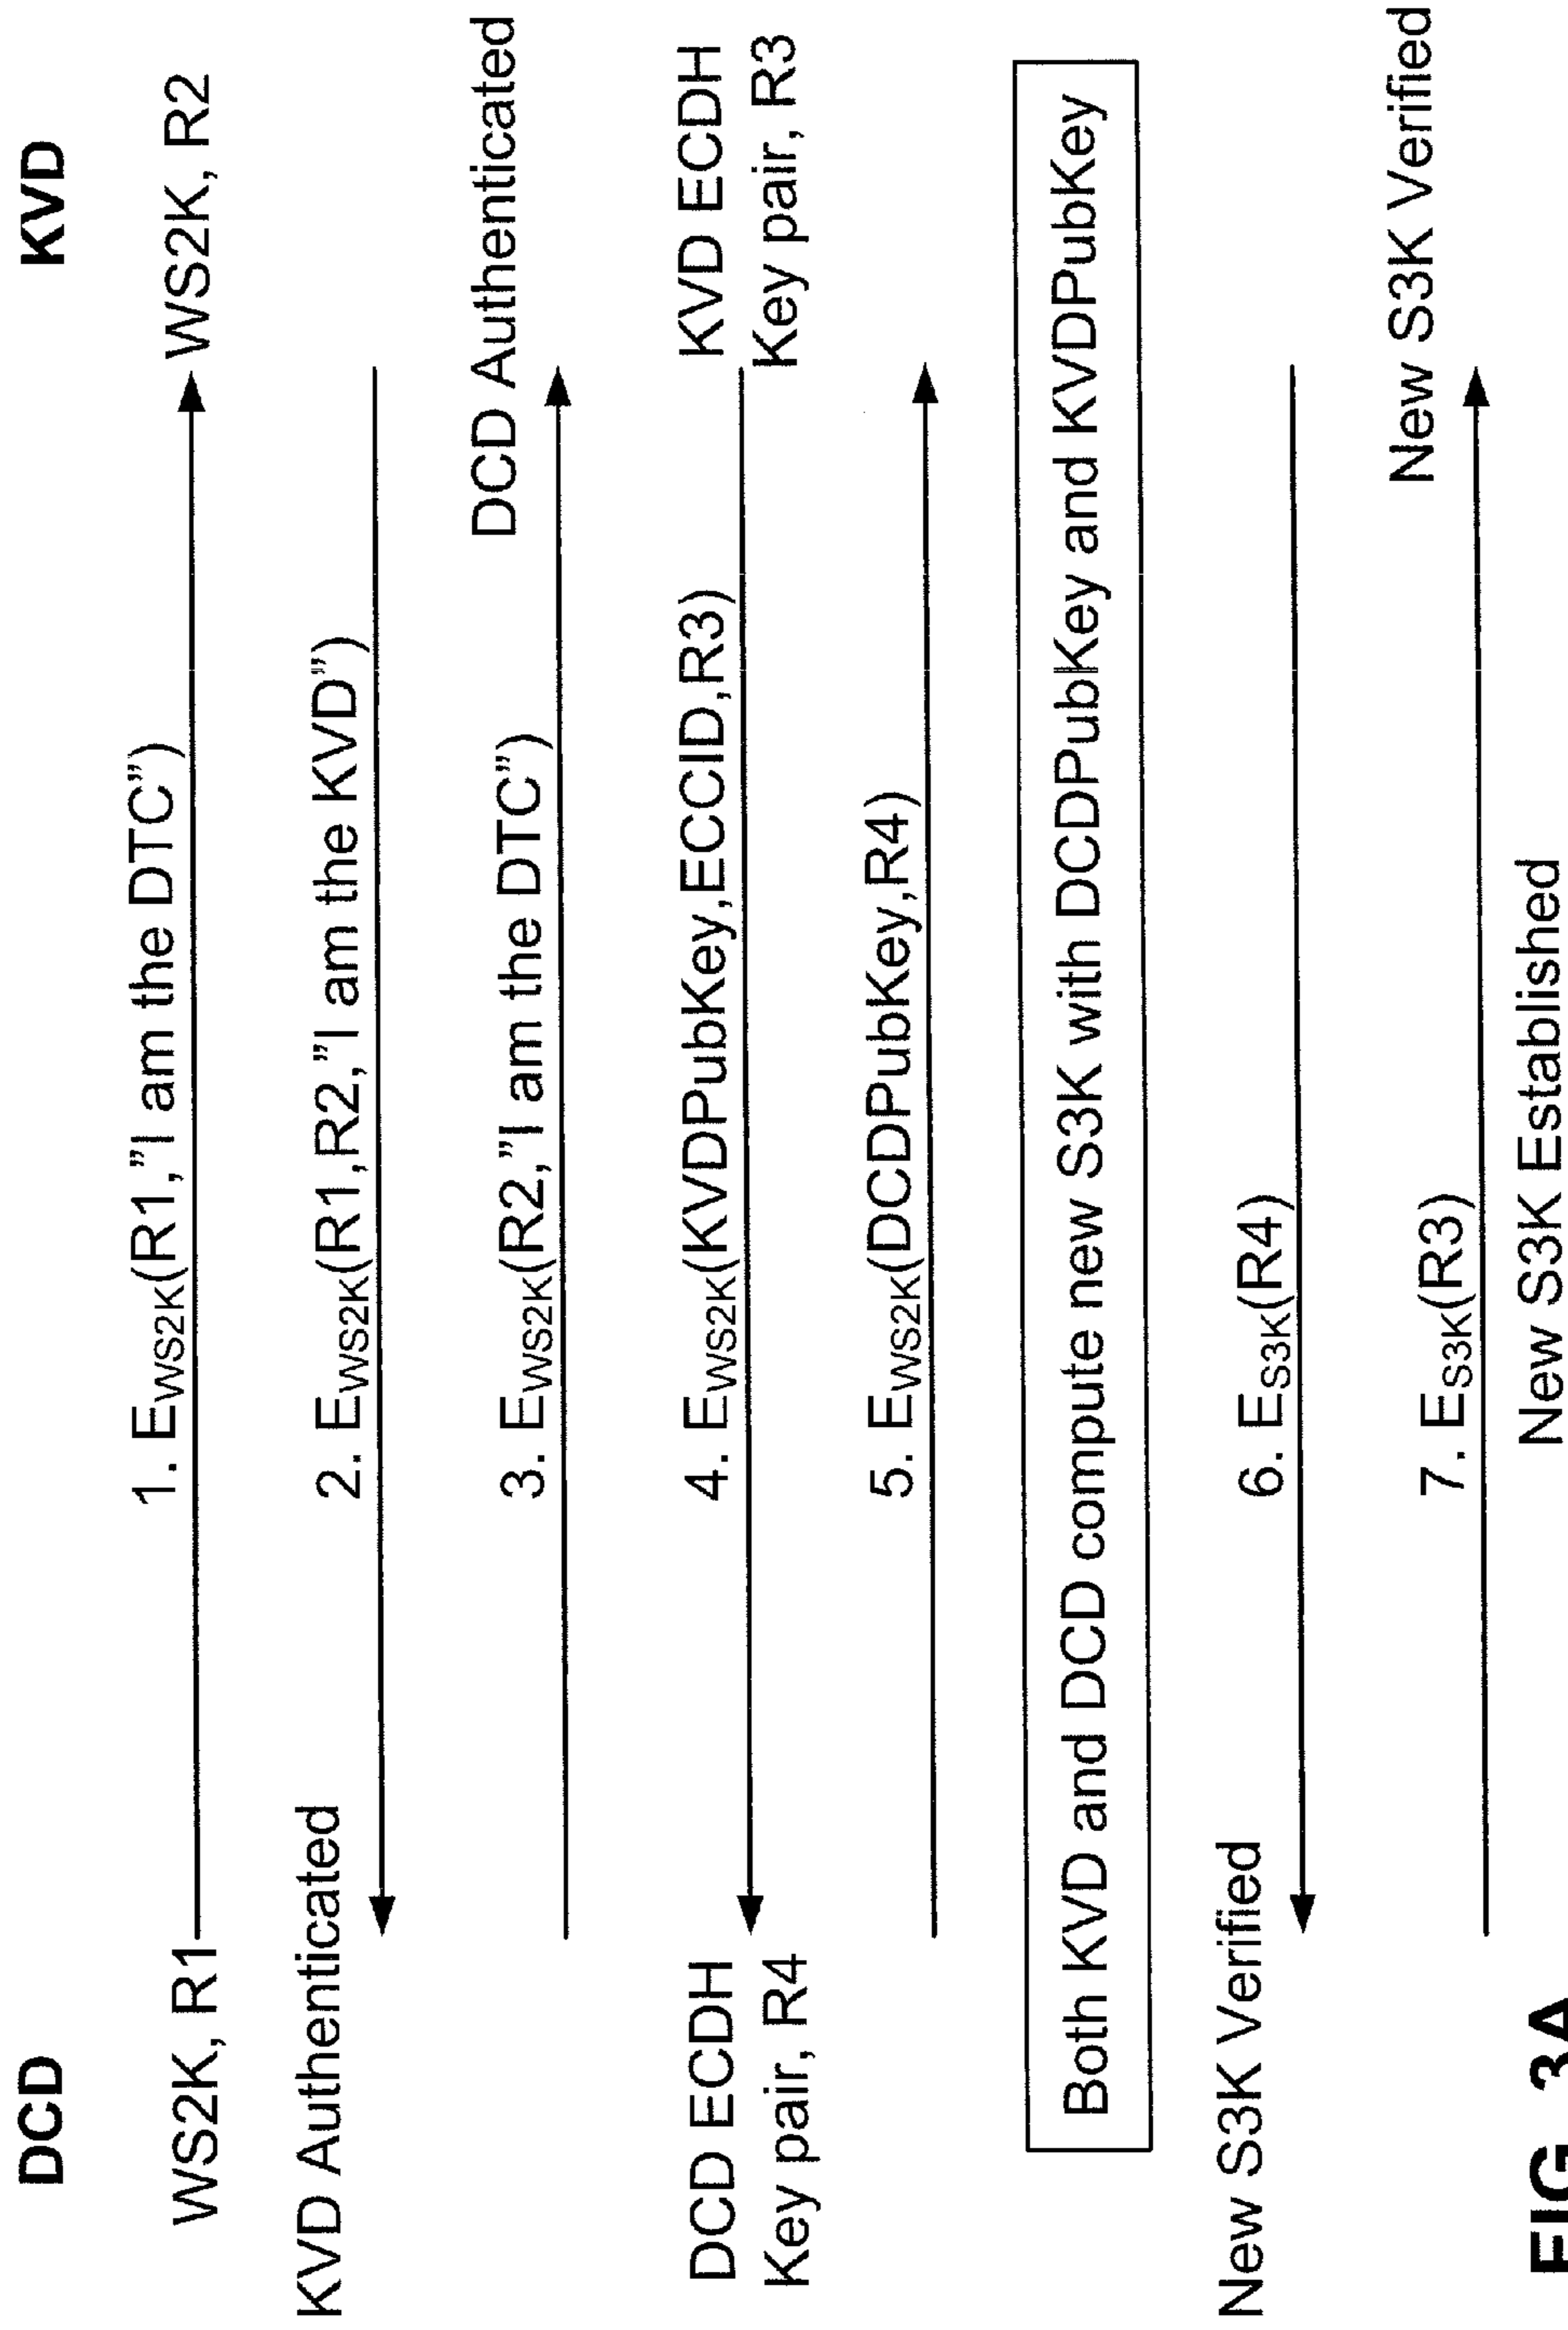 DCD
KVD
WS2K, R1
1. EWS2K(R1,"I am the DTC")
WS2K, R2
KVD Authenticated
2. EWS2K(R1,R2,"I am the KVD")
DCD Authenticated
3. EWS2K(R2,"I am the DTC")
DCD ECDH
Key pair, R4
4. EWS2K(KVDPubKey,ECCID,R3)
KVD ECDH
Key pair, R3
5. EWS2K(DCDPubKey,R4)
Both KVD and DCD compute new S3K with DCDPubKey and KVDPubKey
New S3K Verified
6. ES3K(R4)
New S3K Verified
7. ES3K(R3)
New S3K Established
FIG. 3A